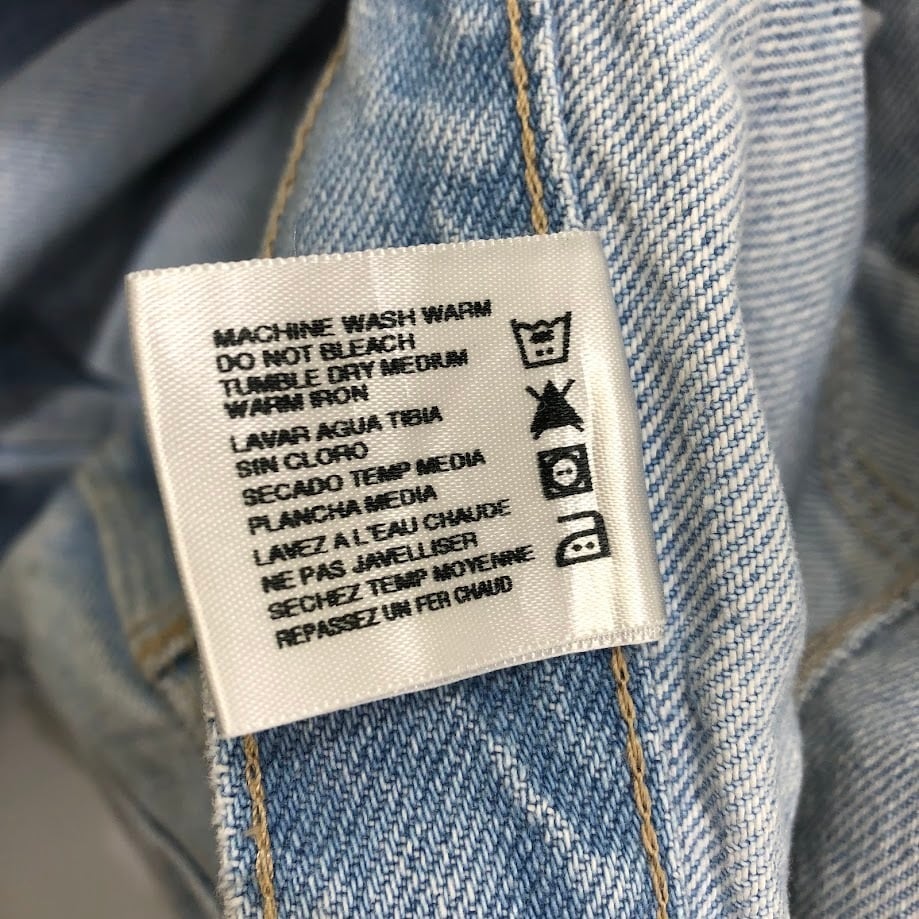 MACHINE WASH WARM
DO NOT BLEACH
TUMBLE DRY MEDIUM
WARM IRON
LAVAR AGUA TIBIA
SIN CLORO
SECADO TEMP MEDIA
PLANCHA MEDIA
LAVEZ A L'EAU CHAUDE
NE PAS JAVELLISER
SECHEZ TEMP MOYENNE
REPASSEZ UN FER CHAUD